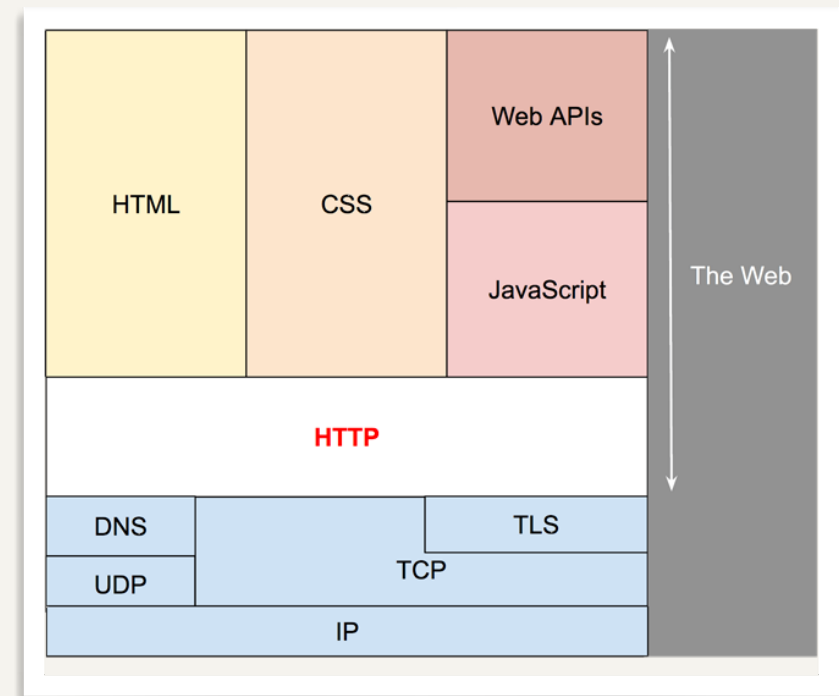 Web APIs
HTML
CSS
The Web
JavaScript
HTTP
DNS
TLS
UDP
TCP
IP